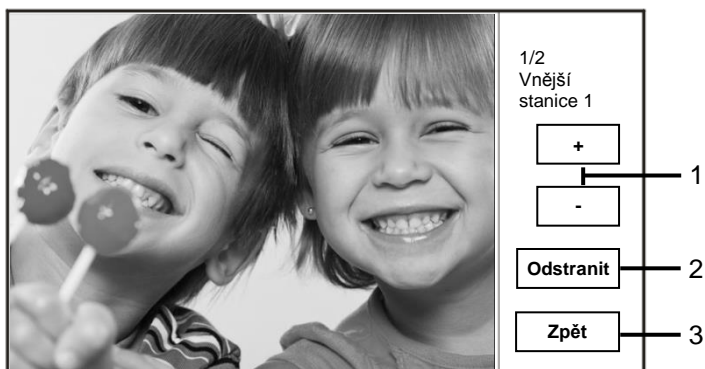 1/2
Vnější
stanice 1
+
1
-
Odstranit
2
Zpět
3